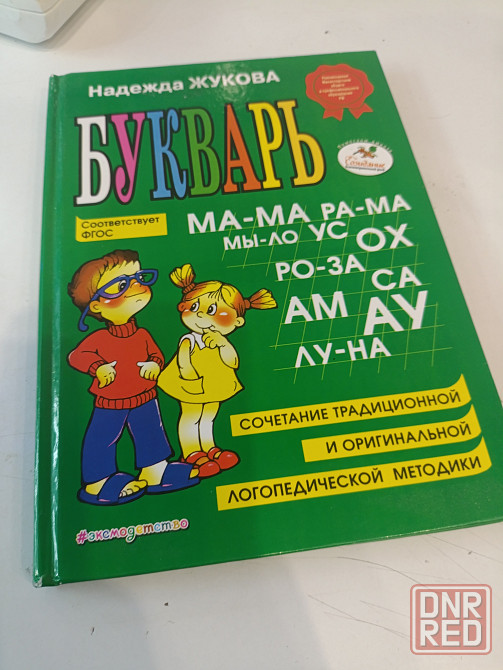 Надежда ЖУКОВА
БУКВАРЬ
Соответствует
ФГОС
МА-МА РА-МА
МЫ-ЛО УС ОХ
РО-ЗА СА
АМ АУ
ЛУ-НА
СОЧЕТАНИЕ ТРАДИЦИОННОЙ
И ОРИГИНАЛЬНОЙ
ЛОГОПЕДИЧЕСКОЙ МЕТОДИКИ
#эксмодетство
DNR
RED